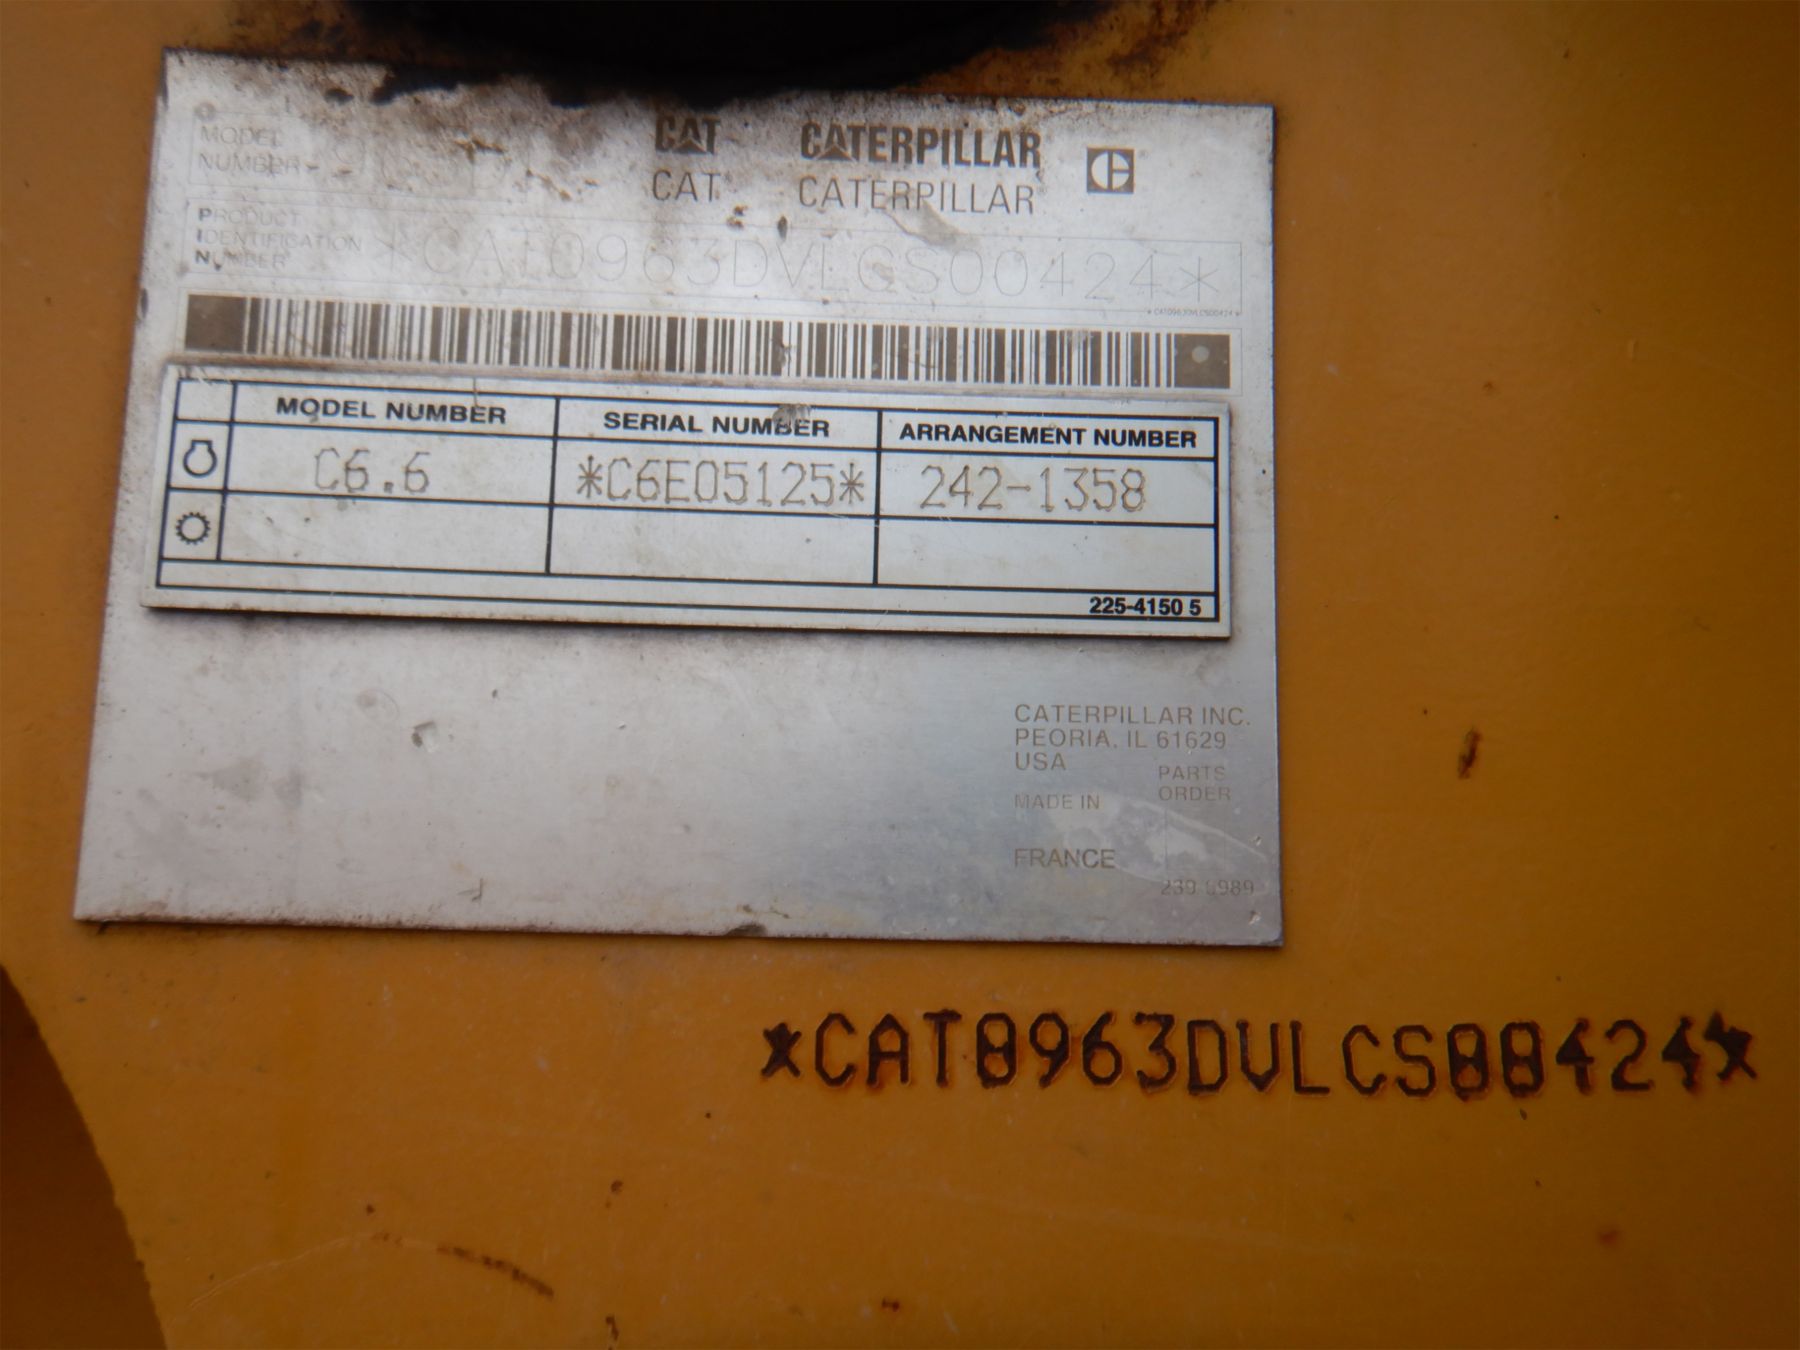 CAT CATERPILLAR
CAT® CATERPILLAR®
MODEL
NUMBER
PRODUCT
IDENTIFICATION
NUMBER
*CAT0963DVLCS00424*
*CAT0963DVLCS00424*
MODEL NUMBER SERIAL NUMBER ARRANGEMENT NUMBER
C6.6 *C6E05125* 242-1358
225-4150 5
CATERPILLAR INC.
PEORIA, IL 61629
USA
PARTS
ORDER
MADE IN
FRANCE
*CAT0963DVLCS00424*